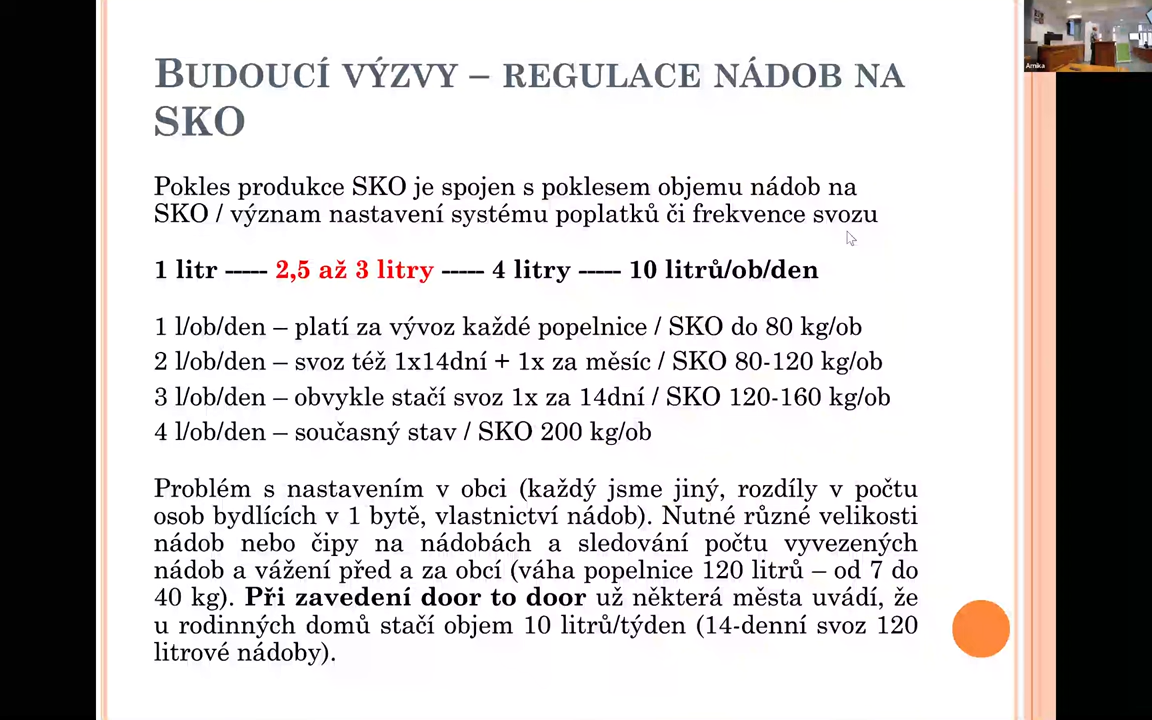 BUDOUCÍ VÝZVY – REGULACE NÁDOB NA
SKO
Pokles produkce SKO je spojen s poklesem objemu nádob na
SKO / význam nastavení systému poplatků či frekvence svozu
1 litr ----- 2,5 až 3 litry ----- 4 litry ----- 10 litrů/ob/den
1 l/ob/den – platí za vývoz každé popelnice / SKO do 80 kg/ob
2 l/ob/den – svoz též 1x14dní + 1x za měsíc / SKO 80-120 kg/ob
3 l/ob/den – obvykle stačí svoz 1x za 14dní / SKO 120-160 kg/ob
4 l/ob/den – současný stav / SKO 200 kg/ob
Problém s nastavením v obci (každý jsme jiný, rozdíly v počtu
osob bydlících v 1 bytě, vlastnictví nádob). Nutné různé velikosti
nádob nebo čipy na nádobách a sledování počtu vyvezených
nádob a vážení před a za obcí (váha popelnice 120 litrů – od 7 do
40 kg). Při zavedení door to door už některá města uvádí, že
u rodinných domů stačí objem 10 litrů/týden (14-denní svoz 120
litrové nádoby).
Arnika